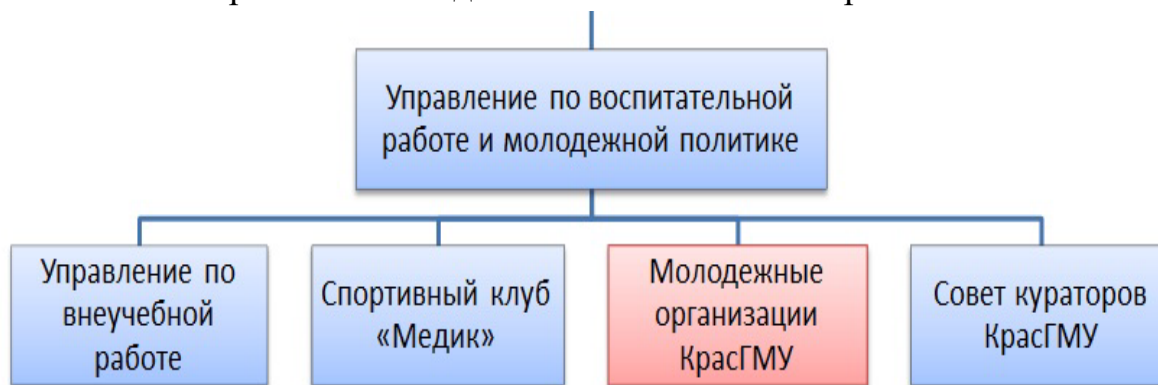 Управление по воспитательной
работе и молодежной политике
Управление по
внеучебной
работе
Спортивный клуб
«Медик»
Молодежные
организации
КрасГМУ
Совет кураторов
КрасГМУ